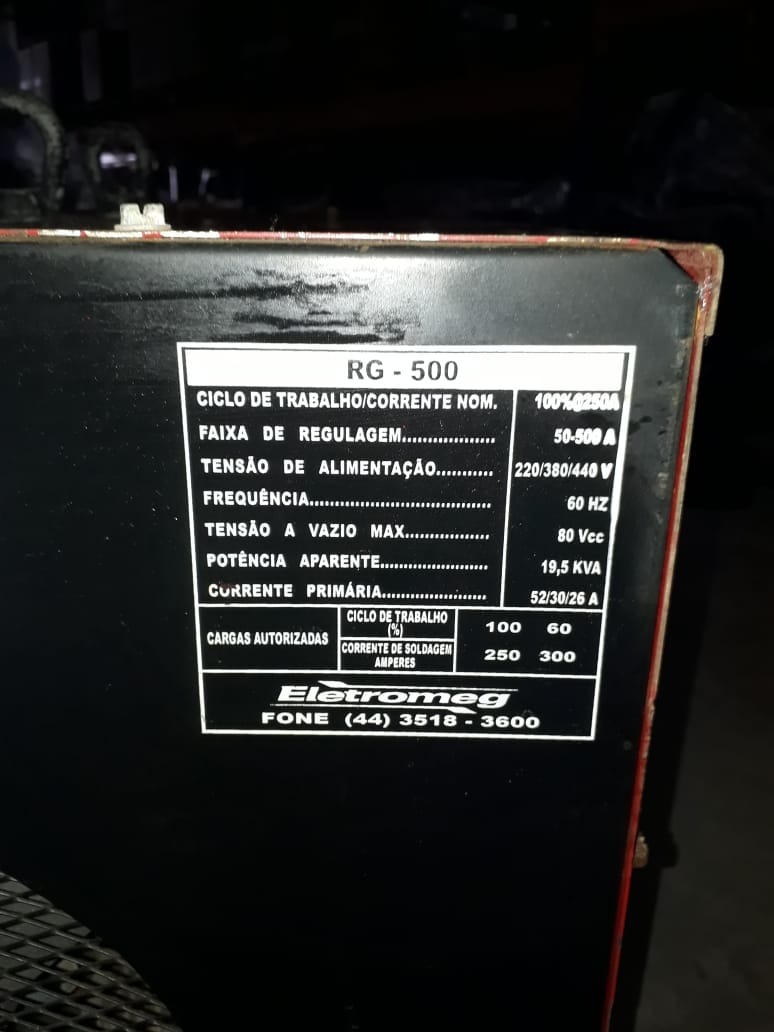 RG - 500
CICLO DE TRABALHO/CORRENTE NOM. 100%@250A
FAIXA DE REGULAGEM................... 50-500 A
TENSÃO DE ALIMENTAÇÃO........... 220/380/440 V
FREQUÊNCIA..................................... 60 HZ
TENSÃO A VAZIO MAX................. 80 Vcc
POTÊNCIA APARENTE...................... 19,5 KVA
CORRENTE PRIMÁRIA...................... 52/30/26 A
CARGAS AUTORIZADAS
CICLO DE TRABALHO
(%)
100 60
CORRENTE DE SOLDAGEM
AMPERES
250 300
Eletromeg
FONE (44) 3518 - 3600